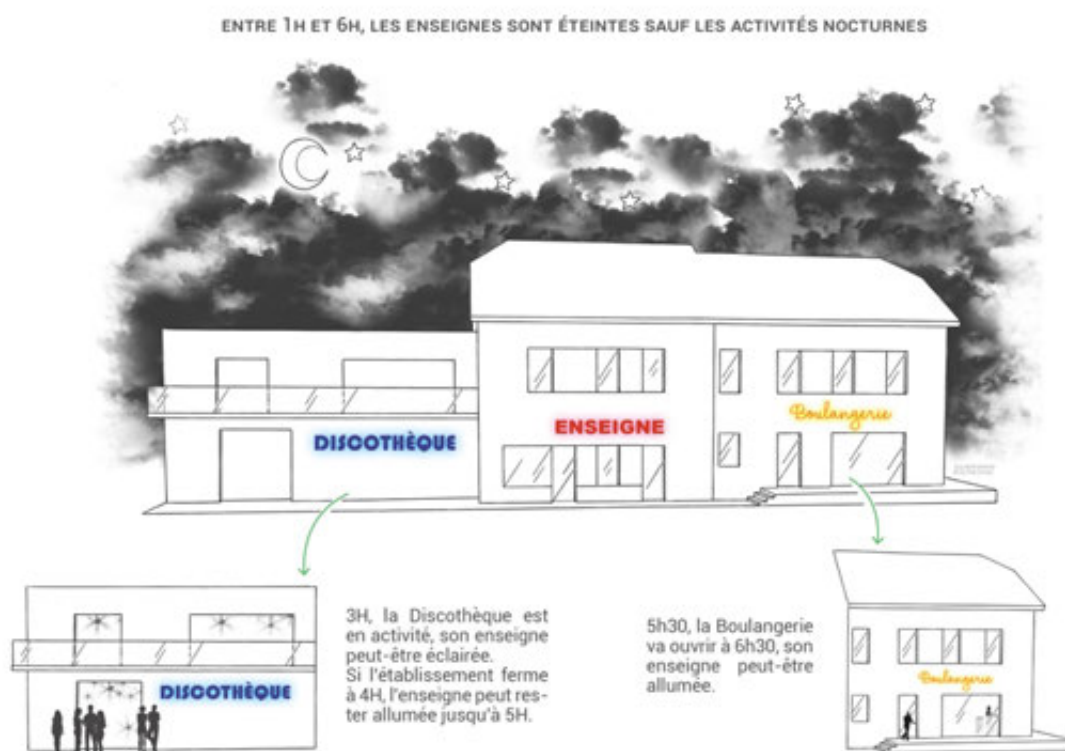 ENTRE 1H ET 6H, LES ENSEIGNES SONT ÉTEINTES SAUF LES ACTIVITÉS NOCTURNES
DISCOTHÈQUE
ENSEIGNE
Boulangerie
3H, la Discothèque est
en activité, son enseigne
peut-être éclairée.
Si l'établissement ferme
à 4H, l'enseigne peut res-
ter allumée jusqu'à 5H.
DISCOTHÈQUE
5h30, la Boulangerie
va ouvrir à 6h30, son
enseigne peut-être
allumée.
Boulangerie